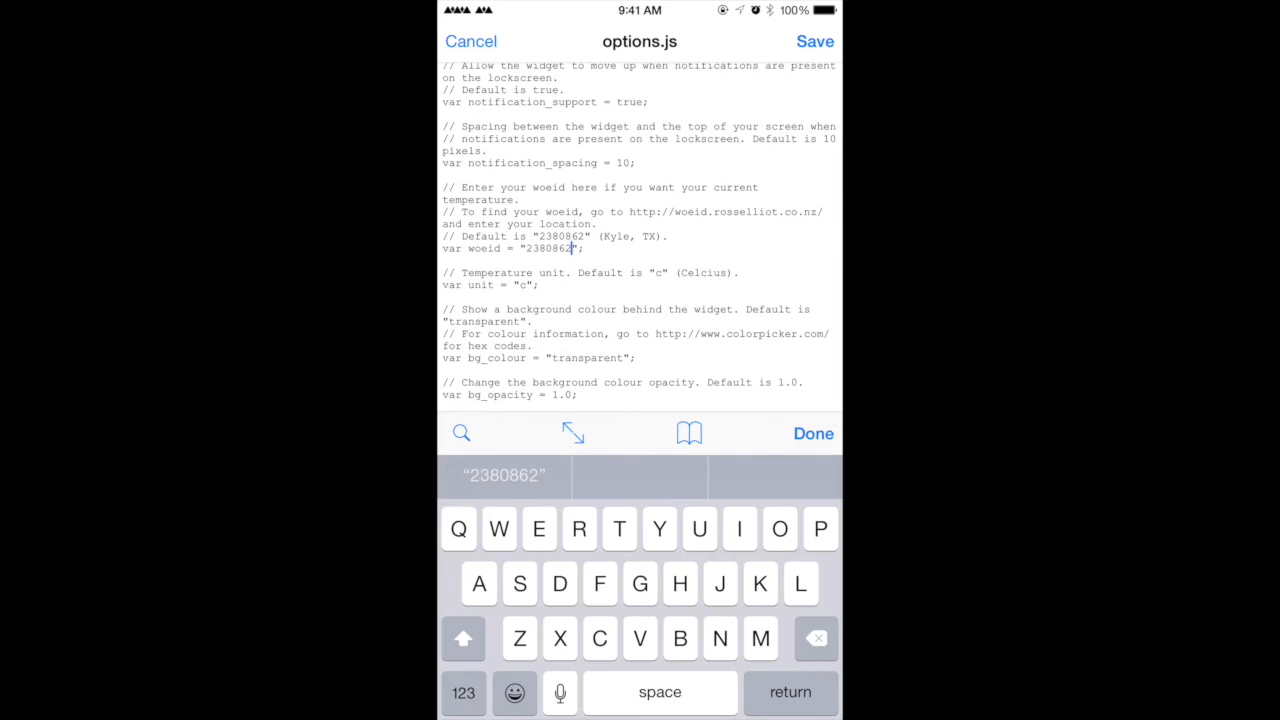 9:41 AM 100%
Cancel options.js Save
// Allow the widget to move up when notifications are present
on the lockscreen.
// Default is true.
var notification_support = true;
// Spacing between the widget and the top of your screen when
// notifications are present on the lockscreen. Default is 10
pixels.
var notification_spacing = 10;
// Enter your woeid here if you want your current
temperature.
// To find your woeid, go to http://woeid.rosselliot.co.nz/
and enter your location.
// Default is "2380862" (Kyle, TX).
var woeid = "2380862";
// Temperature unit. Default is "c" (Celcius).
var unit = "c";
// Show a background colour behind the widget. Default is
"transparent".
// For colour information, go to http://www.colorpicker.com/
for hex codes.
var bg_colour = "transparent";
// Change the background colour opacity. Default is 1.0.
var bg_opacity = 1.0;
Done
“2380862”
Q W E R T Y U I O P
A S D F G H J K L
Z X C V B N M
123 space return